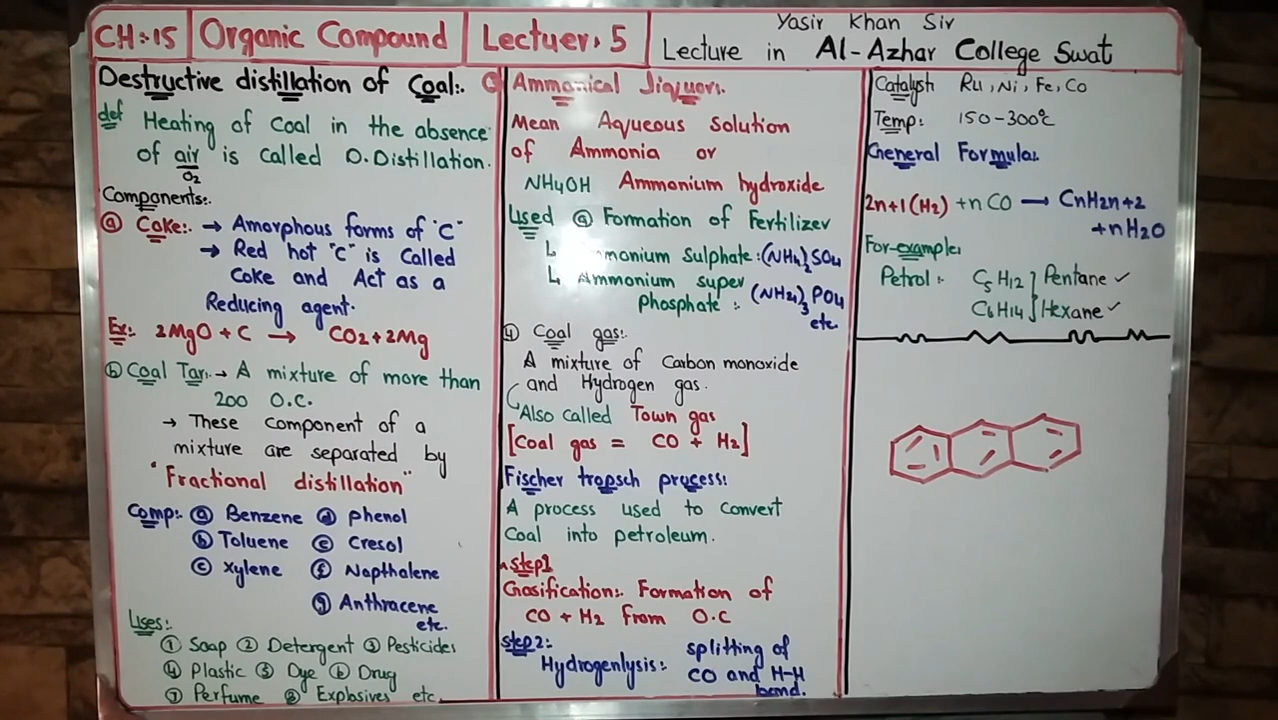 CH:15
Organic Compound
Lectuer. 5
Yasir Khan Sir
Lecture in Al-Azhar College Swat
Destructive distillation of Coal:.
def Heating of Coal in the absence
of air is called D.Distillation.
O2
Components:.
ⓐ Coke:. → Amorphous forms of "C"
→ Red hot "C" is Called
Coke and Act as a
Reducing agent.
Ex: 2MgO + C → CO2 + 2Mg
ⓑ Coal Tar. → A mixture of more than
200 O.C.
→ These component of a
mixture are separated by
"Fractional distillation"
Comp:. ⓐ Benzene ⓓ phenol
ⓑ Toluene ⓔ Cresol
ⓒ xylene ⓕ Napthalene
ⓖ Anthracene
etc.
Uses:.
① Soap ② Detergent ③ Pesticides
④ Plastic ⑤ Dye ⑥ Drug
⑦ Perfume ⑧ Explosives etc.
Ammonical Liquor:.
Mean Aqueous Solution
of Ammonia or
NH4OH Ammonium hydroxide
Used ⓐ Formation of Fertilizer
monium Sulphate: (NH4)2SO4
Ammonium super (NH4)3PO4
Phosphate :
etc
④ Coal gas:.
A mixture of Carbon monoxide
and Hydrogen gas.
Also called Town gas
[Coal gas = CO + H2]
Fischer tropsch process:
A process used to convert
Coal into petroleum.
Step1
Gasification:. Formation of
CO + H2 from O.C
Step2:
Hydrogenlysis: splitting of
CO and H-H
bond.
Catalyst: Ru, Ni, Fe, Co
Temp: 150-300°C
General Formula:
2n+1(H2) + nCO → CnH2n+2
+ nH2O
For-example:
Petrol:. C5H12 ] Pentane ✓
C6H14 ] Hexane ✓